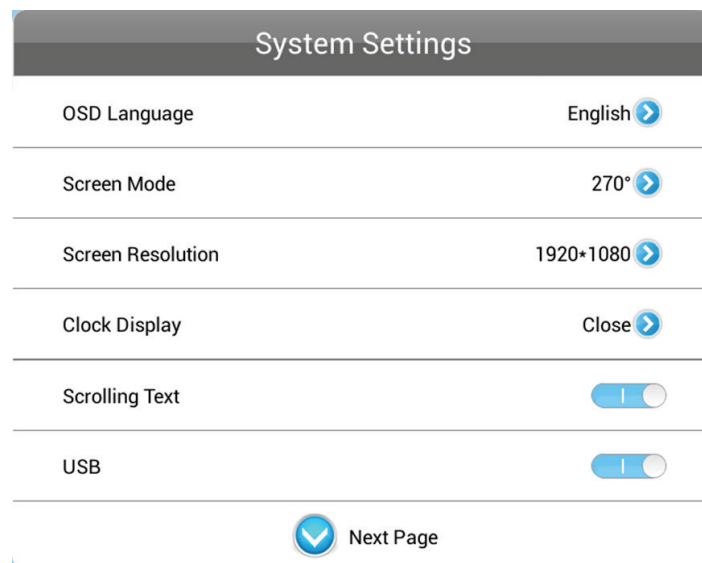 System Settings
OSD Language English
Screen Mode 270°
Screen Resolution 1920*1080
Clock Display Close
Scrolling Text
USB
Next Page